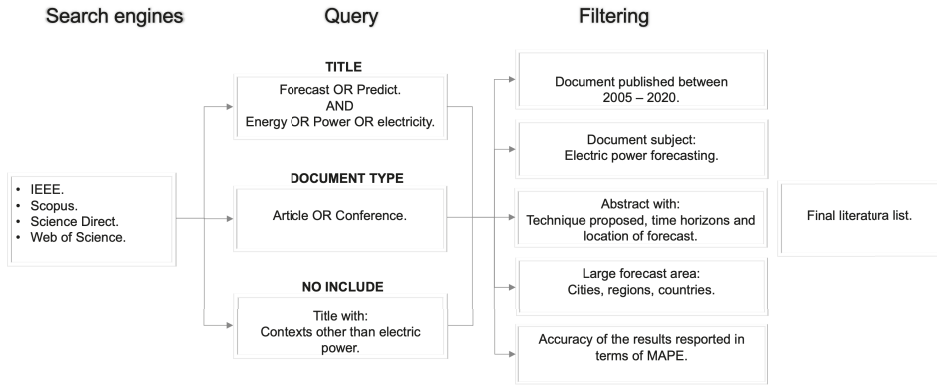 Search engines
Query
Filtering
• IEEE.
• Scopus.
• Science Direct.
• Web of Science.
TITLE
Forecast OR Predict.
AND
Energy OR Power OR electricity.
DOCUMENT TYPE
Article OR Conference.
NO INCLUDE
Title with:
Contexts other than electric
power.
Document published between
2005 – 2020.
Document subject:
Electric power forecasting.
Abstract with:
Technique proposed, time horizons and
location of forecast.
Large forecast area:
Cities, regions, countries.
Accuracy of the results resported in
terms of MAPE.
Final literatura list.